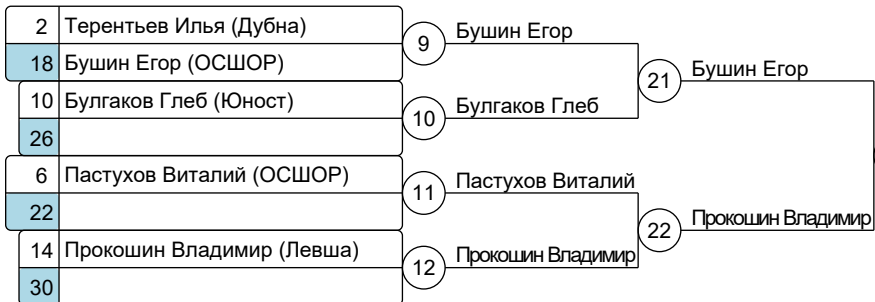 2 Терентьев Илья (Дубна)
18 Бушин Егор (ОСШОР)
9 Бушин Егор
10 Булгаков Глеб (Юност)
26
10 Булгаков Глеб
21 Бушин Егор
6 Пастухов Виталий (ОСШОР)
22
11 Пастухов Виталий
14 Прокошин Владимир (Левша)
30
12 Прокошин Владимир
22 Прокошин Владимир